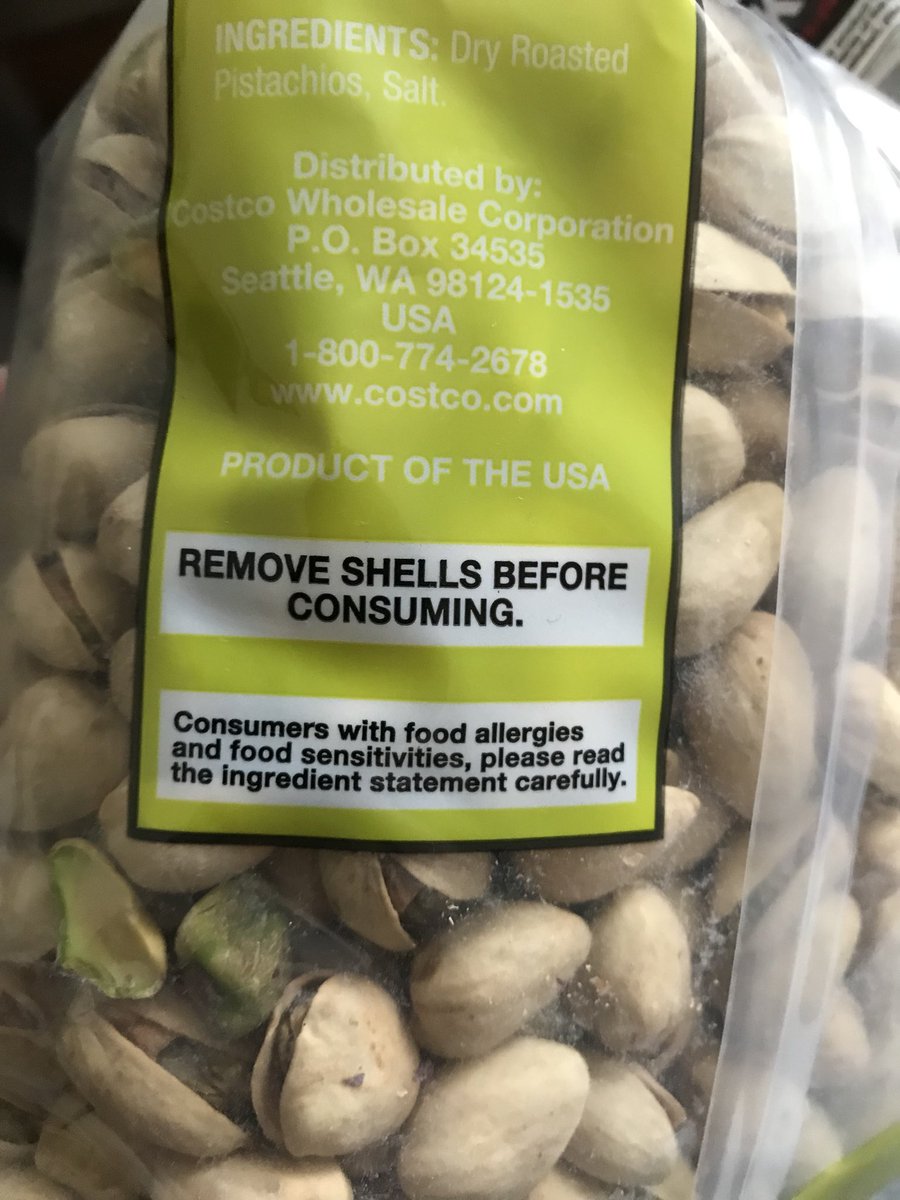 INGREDIENTS: Dry Roasted
Pistachios, Salt.
Distributed by:
Costco Wholesale Corporation
P.O. Box 34535
Seattle, WA 98124-1535
USA
1-800-774-2678
www.costco.com
PRODUCT OF THE USA
REMOVE SHELLS BEFORE
CONSUMING.
Consumers with food allergies
and food sensitivities, please read
the ingredient statement carefully.